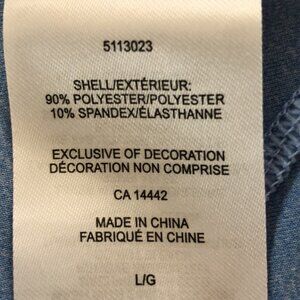 5113023
SHELL/EXTÉRIEUR:
90% POLYESTER/POLYESTER
10% SPANDEX/ÉLASTHANNE
EXCLUSIVE OF DECORATION
DÉCORATION NON COMPRISE
CA 14442
MADE IN CHINA
FABRIQUÉ EN CHINE
L/G